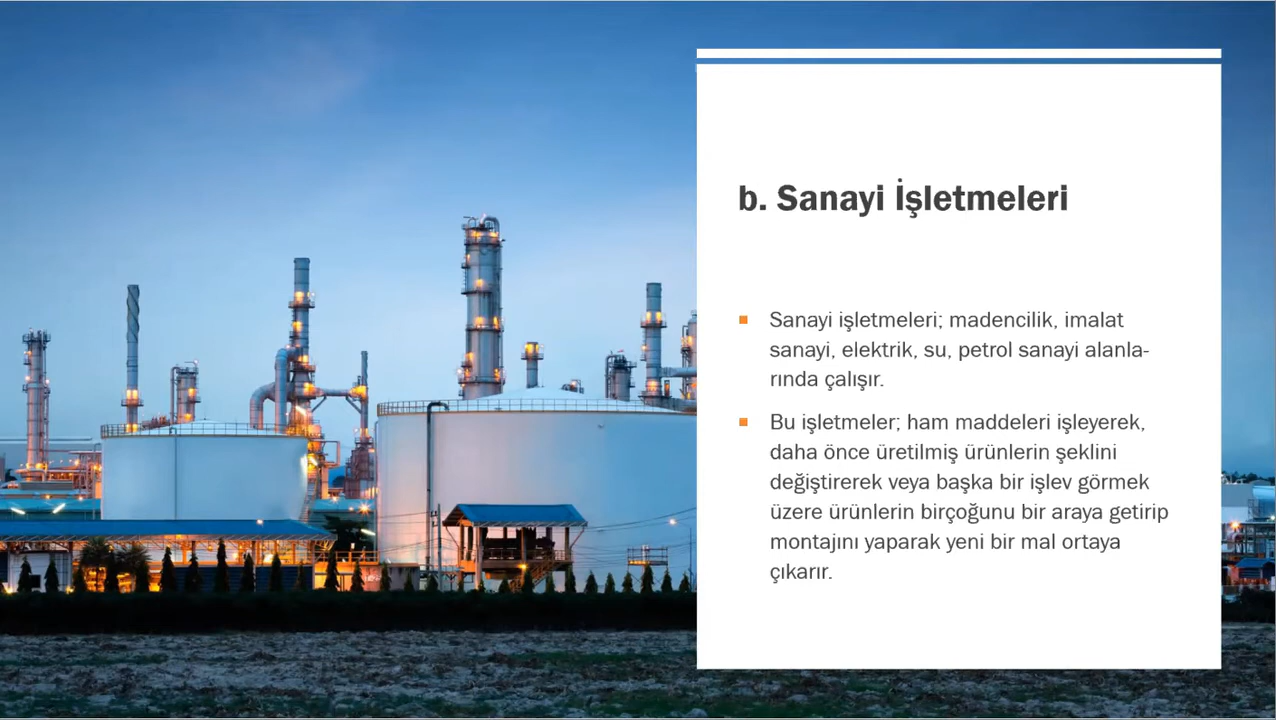 b. Sanayi İşletmeleri
Sanayi işletmeleri; madencilik, imalat
sanayi, elektrik, su, petrol sanayi alanla-
rında çalışır.
Bu işletmeler; ham maddeleri işleyerek,
daha önce üretilmiş ürünlerin şeklini
değiştirerek veya başka bir işlev görmek
üzere ürünlerin birçoğunu bir araya getirip
montajını yaparak yeni bir mal ortaya
çıkarır.